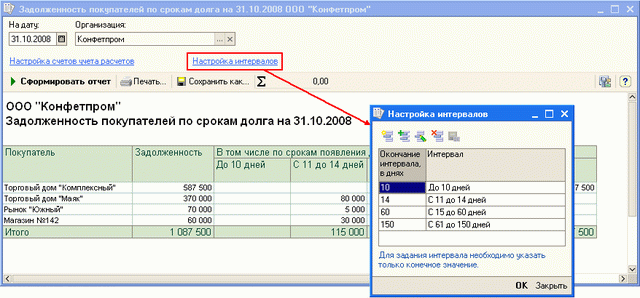 Задолженность покупателей по срокам долга на 31.10.2008 ООО "Конфетпром"
На дату: Организация:
31.10.2008 Конфетпром ... x
Настройка счетов учета расчетов Настройка интервалов
Сформировать отчет Печать... Сохранить как... Σ 0,00
ООО "Конфетпром"
Задолженность покупателей по срокам долга на 31.10.2008
Покупатель Задолженность В том числе по срокам появления
До 10 дней С 11 до 14 дней
Торговый дом "Комплексный" 587 500
Торговый дом "Маяк" 370 000 80 000
Рынок "Южный" 70 000 5 000
Магазин №142 60 000 30 000
Итого 1 087 500 115 000
Настройка интервалов
Окончание интервала, в днях Интервал
10 До 10 дней
14 С 11 до 14 дней
60 С 15 до 60 дней
150 С 61 до 150 дней
Для задания интервала необходимо указать
только конечное значение.
OK Закрыть